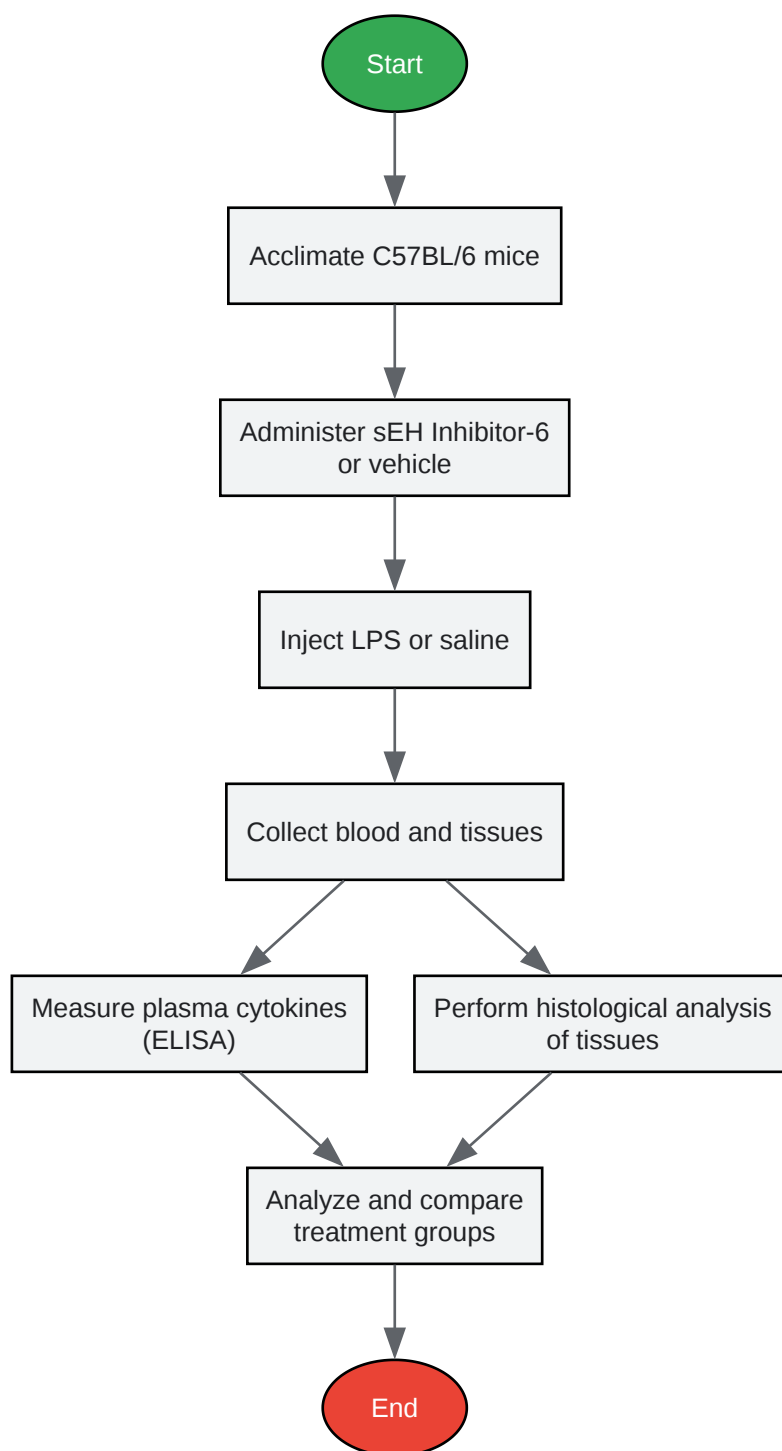 Start
Acclimate C57BL/6 mice
Administer sEH Inhibitor-6
or vehicle
Inject LPS or saline
Collect blood and tissues
Measure plasma cytokines
(ELISA)
Perform histological analysis
of tissues
Analyze and compare
treatment groups
End